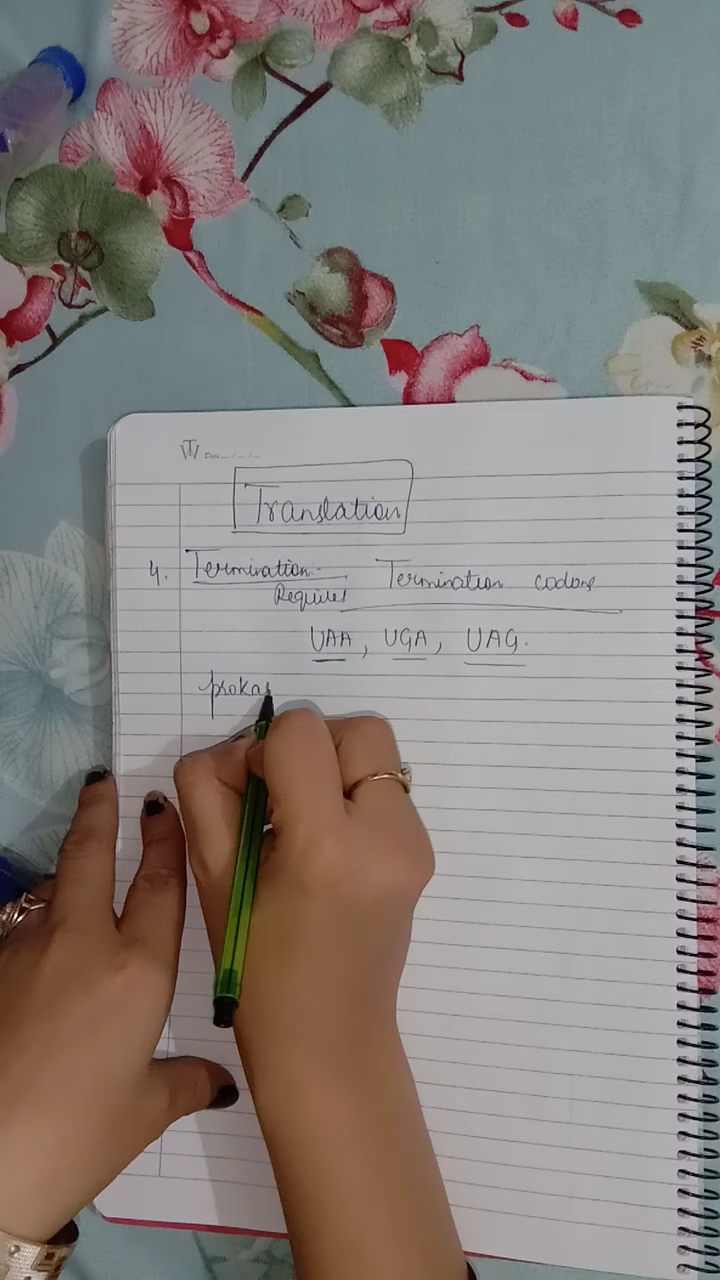 Translation
4. Termination:- Termination codons
Requires
UAA, UGA, UAG.
prokar